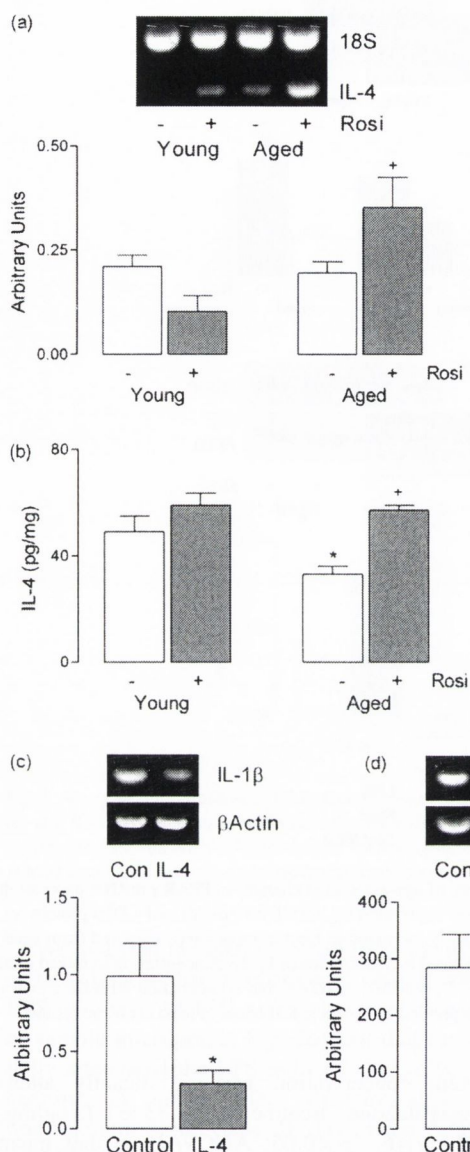 (a)
18S
IL-4
- + - + Rosi
Young Aged
Arbitrary Units
0.50
0.25
0.00
+
- + - + Rosi
Young Aged
(b)
IL-4 (pg/mg)
80
40
0
* +
- + - + Rosi
Young Aged
(c)
IL-1β
βActin
Con IL-4
Arbitrary Units
1.5
1.0
0.5
0.0
*
Control IL-4
(d)
Con
Arbitrary Units
400
300
200
100
0
Contr